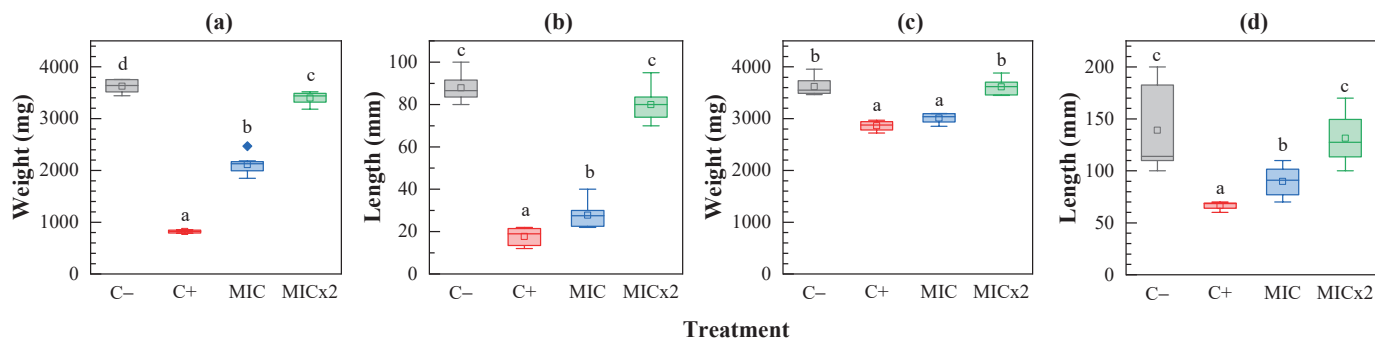 (a)
Weight (mg)
4000
3000
2000
1000
0
d
a
b
c
C– C+ MIC MICx2
(b)
Length (mm)
100
80
60
40
20
0
c
a
b
c
C– C+ MIC MICx2
(c)
Weight (mg)
4000
3000
2000
1000
0
b
a
a
b
C– C+ MIC MICx2
(d)
Length (mm)
200
150
100
50
0
c
a
b
c
C– C+ MIC MICx2
Treatment